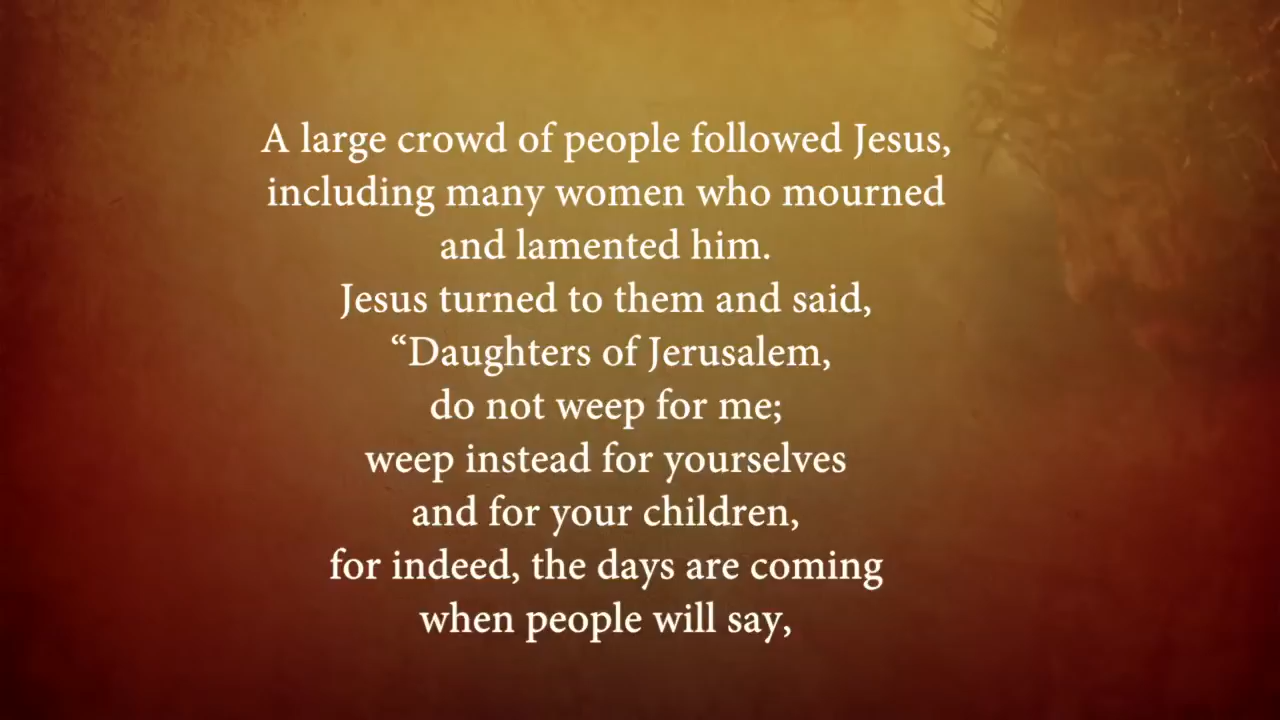 A large crowd of people followed Jesus,
including many women who mourned
and lamented him.
Jesus turned to them and said,
“Daughters of Jerusalem,
do not weep for me;
weep instead for yourselves
and for your children,
for indeed, the days are coming
when people will say,